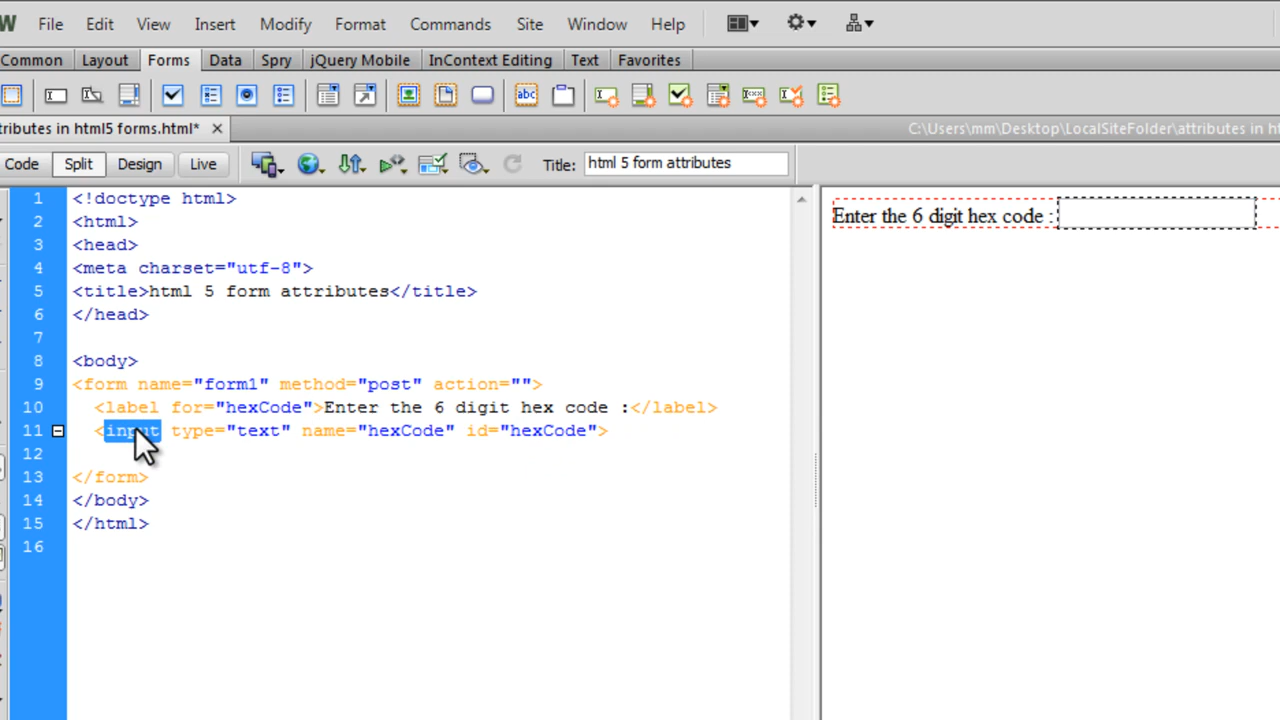 W File Edit View Insert Modify Format Commands Site Window Help
Common Layout Forms Data Spry jQuery Mobile InContext Editing Text Favorites
tributes in html5 forms.html* C:\Users\mm\Desktop\LocalSiteFolder\attributes in ht
Code Split Design Live Title: html 5 form attributes
1 <!doctype html>
2 <html>
3 <head>
4 <meta charset="utf-8">
5 <title>html 5 form attributes</title>
6 </head>
7
8 <body>
9 <form name="form1" method="post" action="">
10 <label for="hexCode">Enter the 6 digit hex code :</label>
11 <input type="text" name="hexCode" id="hexCode">
12
13 </form>
14 </body>
15 </html>
16
Enter the 6 digit hex code :